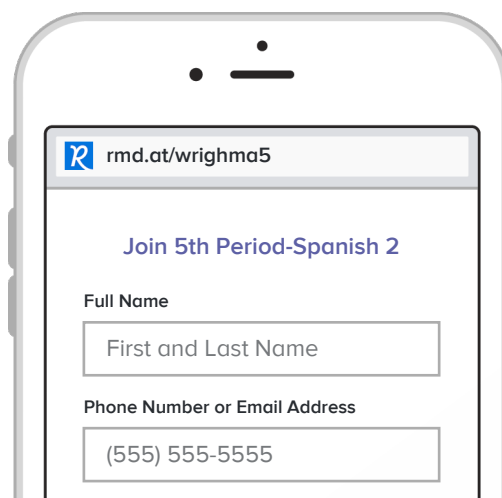 rmd.at/wrighma5
Join 5th Period-Spanish 2
Full Name
First and Last Name
Phone Number or Email Address
(555) 555-5555